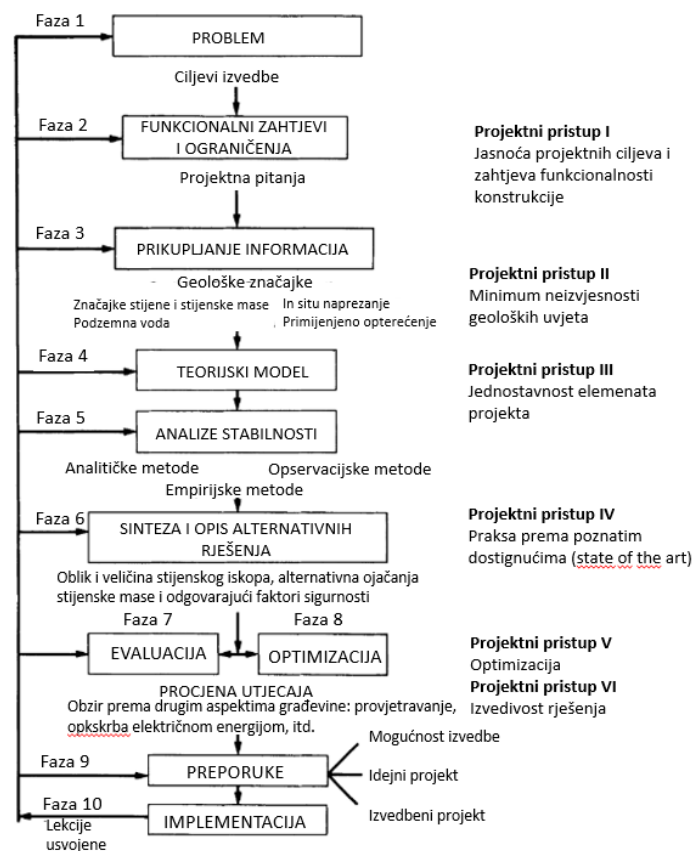 Faza 1
PROBLEM
Ciljevi izvedbe
Faza 2
FUNKCIONALNI ZAHTJEVI
I OGRANIČENJA
Projektni pristup I
Jasnoća projektnih ciljeva i
zahtjeva funkcionalnosti
konstrukcije
Projektna pitanja
Faza 3
PRIKUPLJANJE INFORMACIJA
Geološke značajke
Značajke stijene i stijenske mase
In situ naprezanje
Podzemna voda
Primijenjeno opterećenje
Projektni pristup II
Minimum neizvjesnosti
geoloških uvjeta
Faza 4
TEORIJSKI MODEL
Projektni pristup III
Jednostavnost elemenata
projekta
Faza 5
ANALIZE STABILNOSTI
Analitičke metode
Opservacijske metode
Empirijske metode
Faza 6
SINTEZA I OPIS ALTERNATIVNIH
RJEŠENJA
Projektni pristup IV
Praksa prema poznatim
dostignućima (state of the art)
Oblik i veličina stijenskog iskopa, alternativna ojačanja
stijenske mase i odgovarajući faktori sigurnosti
Faza 7
Faza 8
EVALUACIJA
OPTIMIZACIJA
Projektni pristup V
Optimizacija
Projektni pristup VI
Izvedivost rješenja
PROCJENA UTJECAJA
Obzir prema drugim aspektima građevine: provjetravanje,
opkskrba električnom energijom, itd.
Faza 9
PREPORUKE
Mogućnost izvedbe
Idejni projekt
Izvedbeni projekt
Faza 10
Lekcije
usvojene
IMPLEMENTACIJA